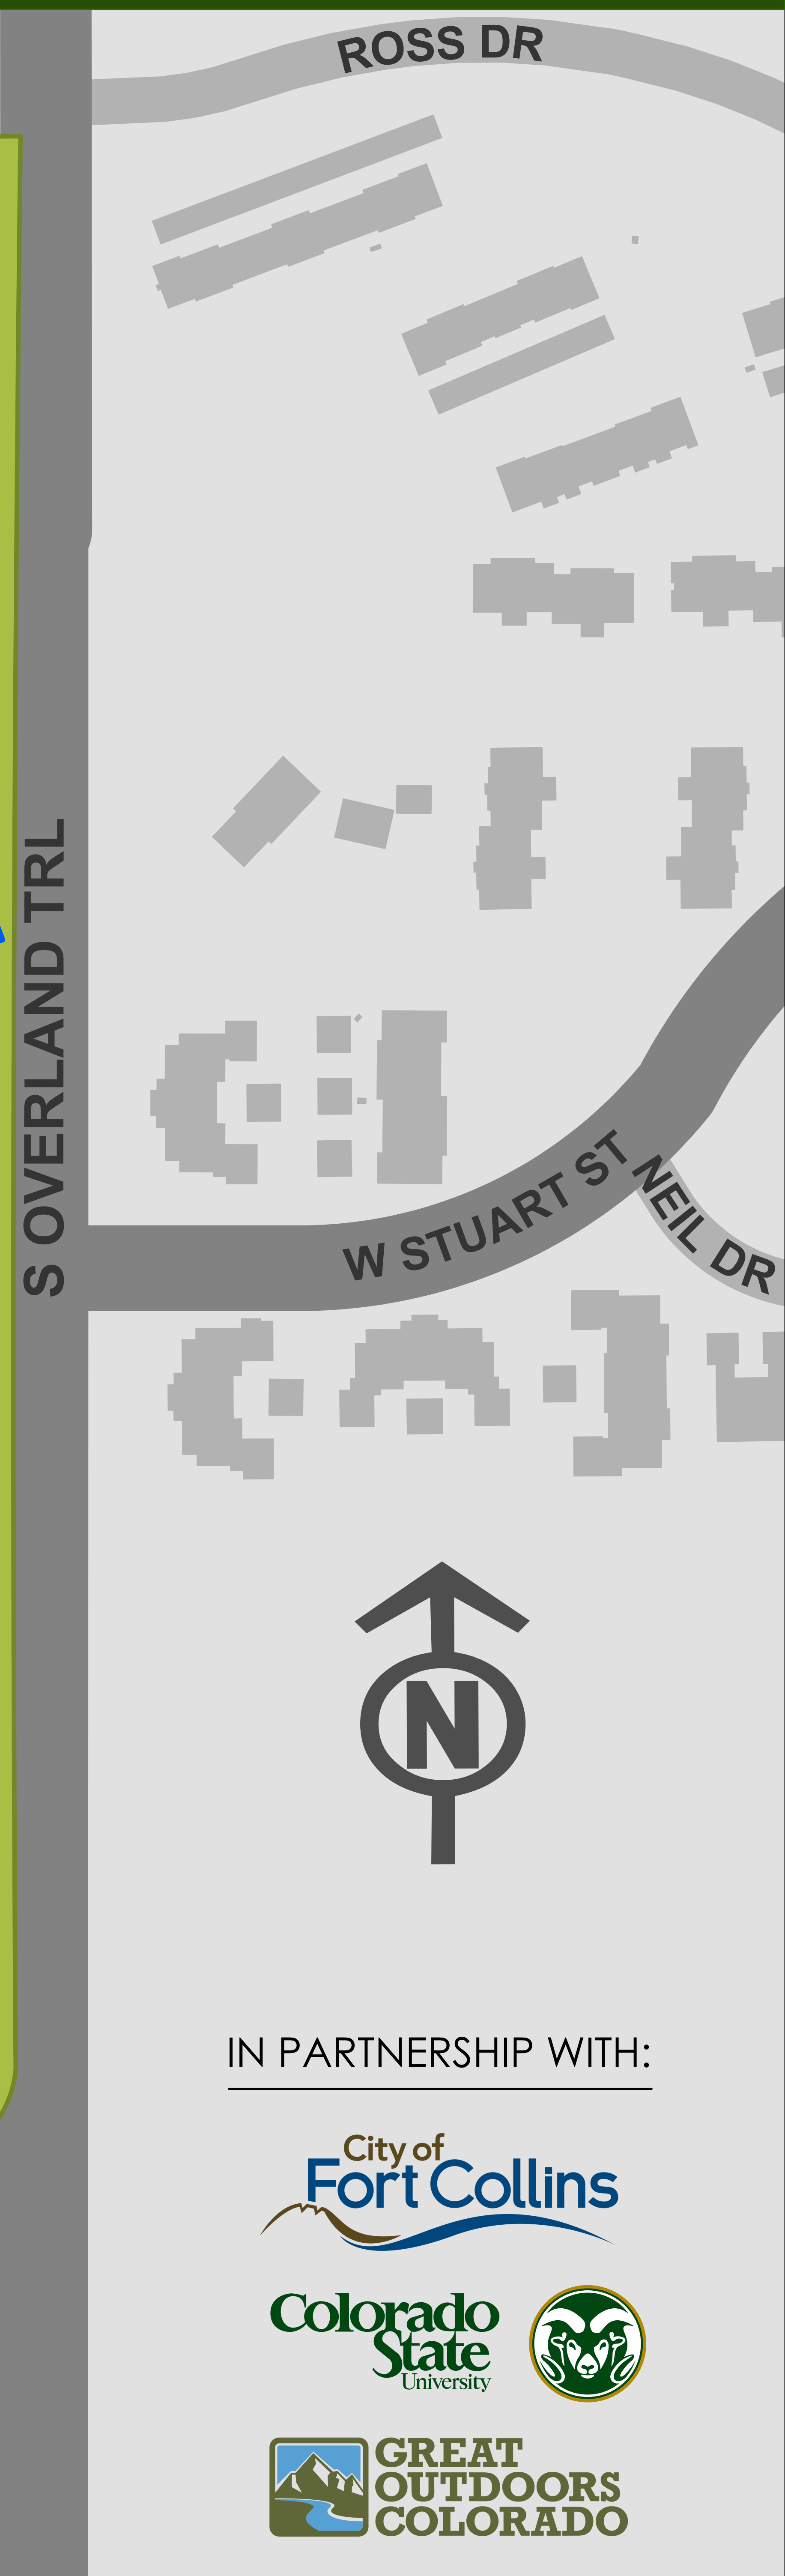 ROSS DR
S OVERLAND TRL
W STUART ST
NEIL DR
N
IN PARTNERSHIP WITH:
City of
Fort Collins
Colorado
State
University
GREAT
OUTDOORS
COLORADO